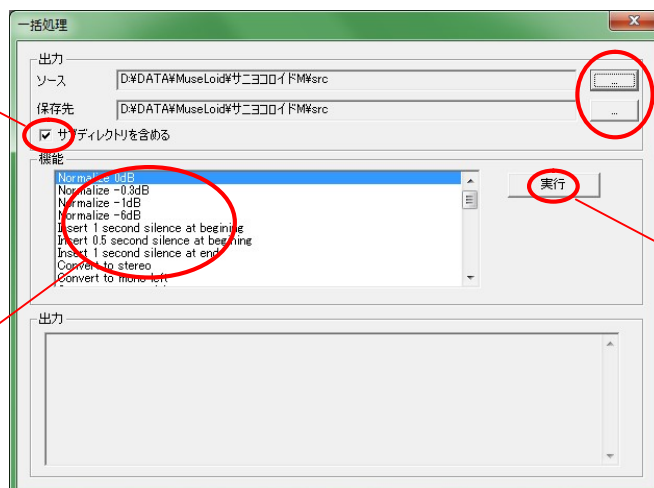 一括処理
出力
ソース D:¥DATA¥MuseLoid¥サニヨコロイドM¥src ...
保存先 D:¥DATA¥MuseLoid¥サニヨコロイドM¥src ...
サブディレクトリを含める
機能
Normalize 0dB
Normalize -0.3dB
Normalize -1dB
Normalize -6dB
Insert 1 second silence at begining
Insert 0.5 second silence at begining
Insert 1 second silence at end
Convert to stereo
Convert to mono left
実行
出力